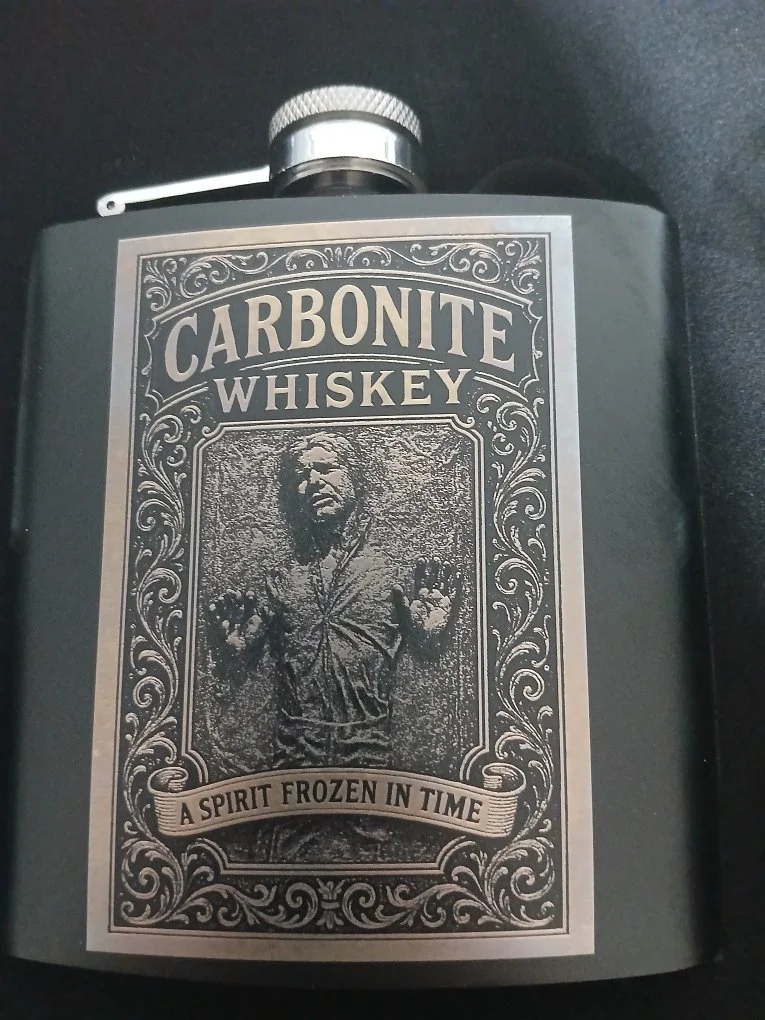 CARBONITE
WHISKEY
A SPIRIT FROZEN IN TIME